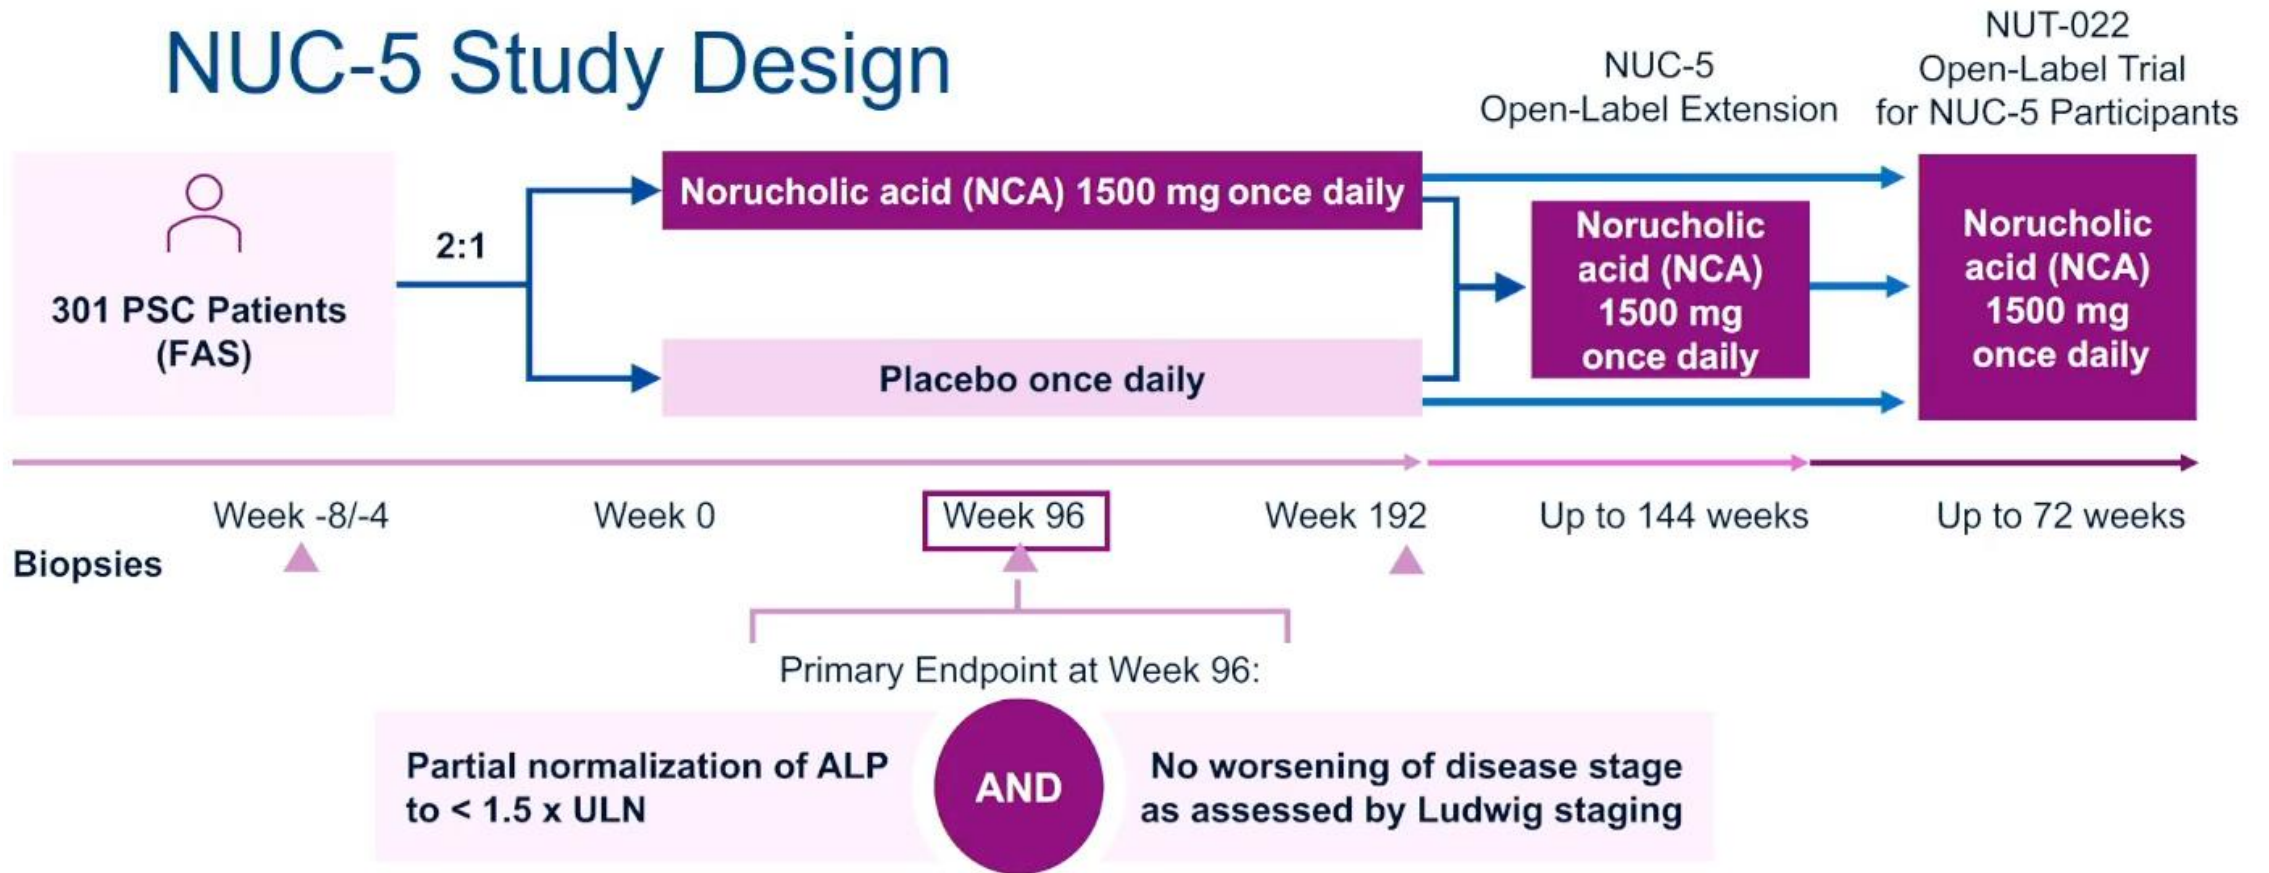 NUC-5 Study Design
NUC-5
Open-Label Extension
NUT-022
Open-Label Trial
for NUC-5 Participants
301 PSC Patients
(FAS)
2:1
Norucholic acid (NCA) 1500 mg once daily
Placebo once daily
Norucholic
acid (NCA)
1500 mg
once daily
Norucholic
acid (NCA)
1500 mg
once daily
Week -8/-4
Week 0
Week 96
Week 192
Up to 144 weeks
Up to 72 weeks
Biopsies
Primary Endpoint at Week 96:
Partial normalization of ALP
to < 1.5 x ULN
AND
No worsening of disease stage
as assessed by Ludwig staging